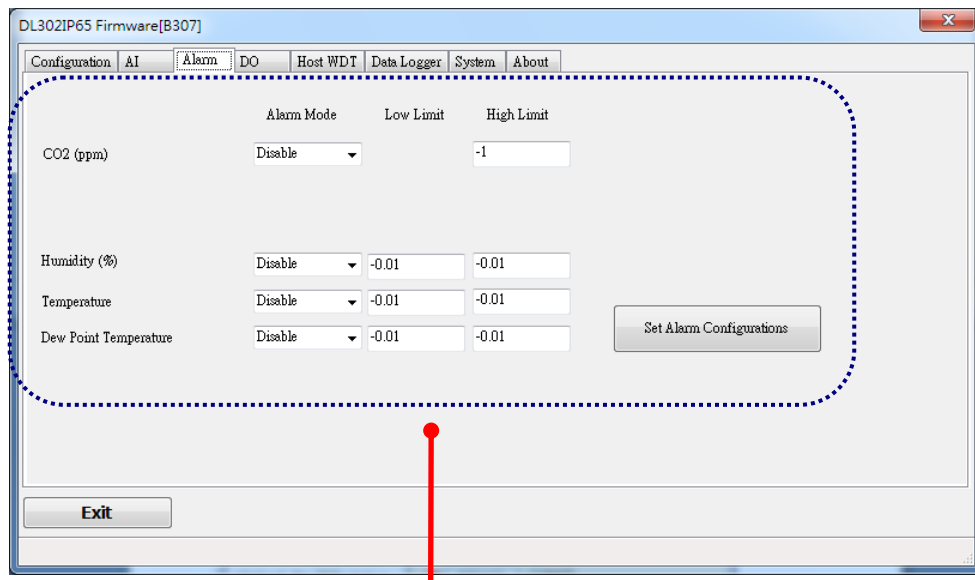 DL302IP65 Firmware[B307]
Configuration AI Alarm DO Host WDT Data Logger System About
Alarm Mode Low Limit High Limit
CO2 (ppm) Disable -1
Humidity (%) Disable -0.01 -0.01
Temperature Disable -0.01 -0.01
Dew Point Temperature Disable -0.01 -0.01
Set Alarm Configurations
Exit